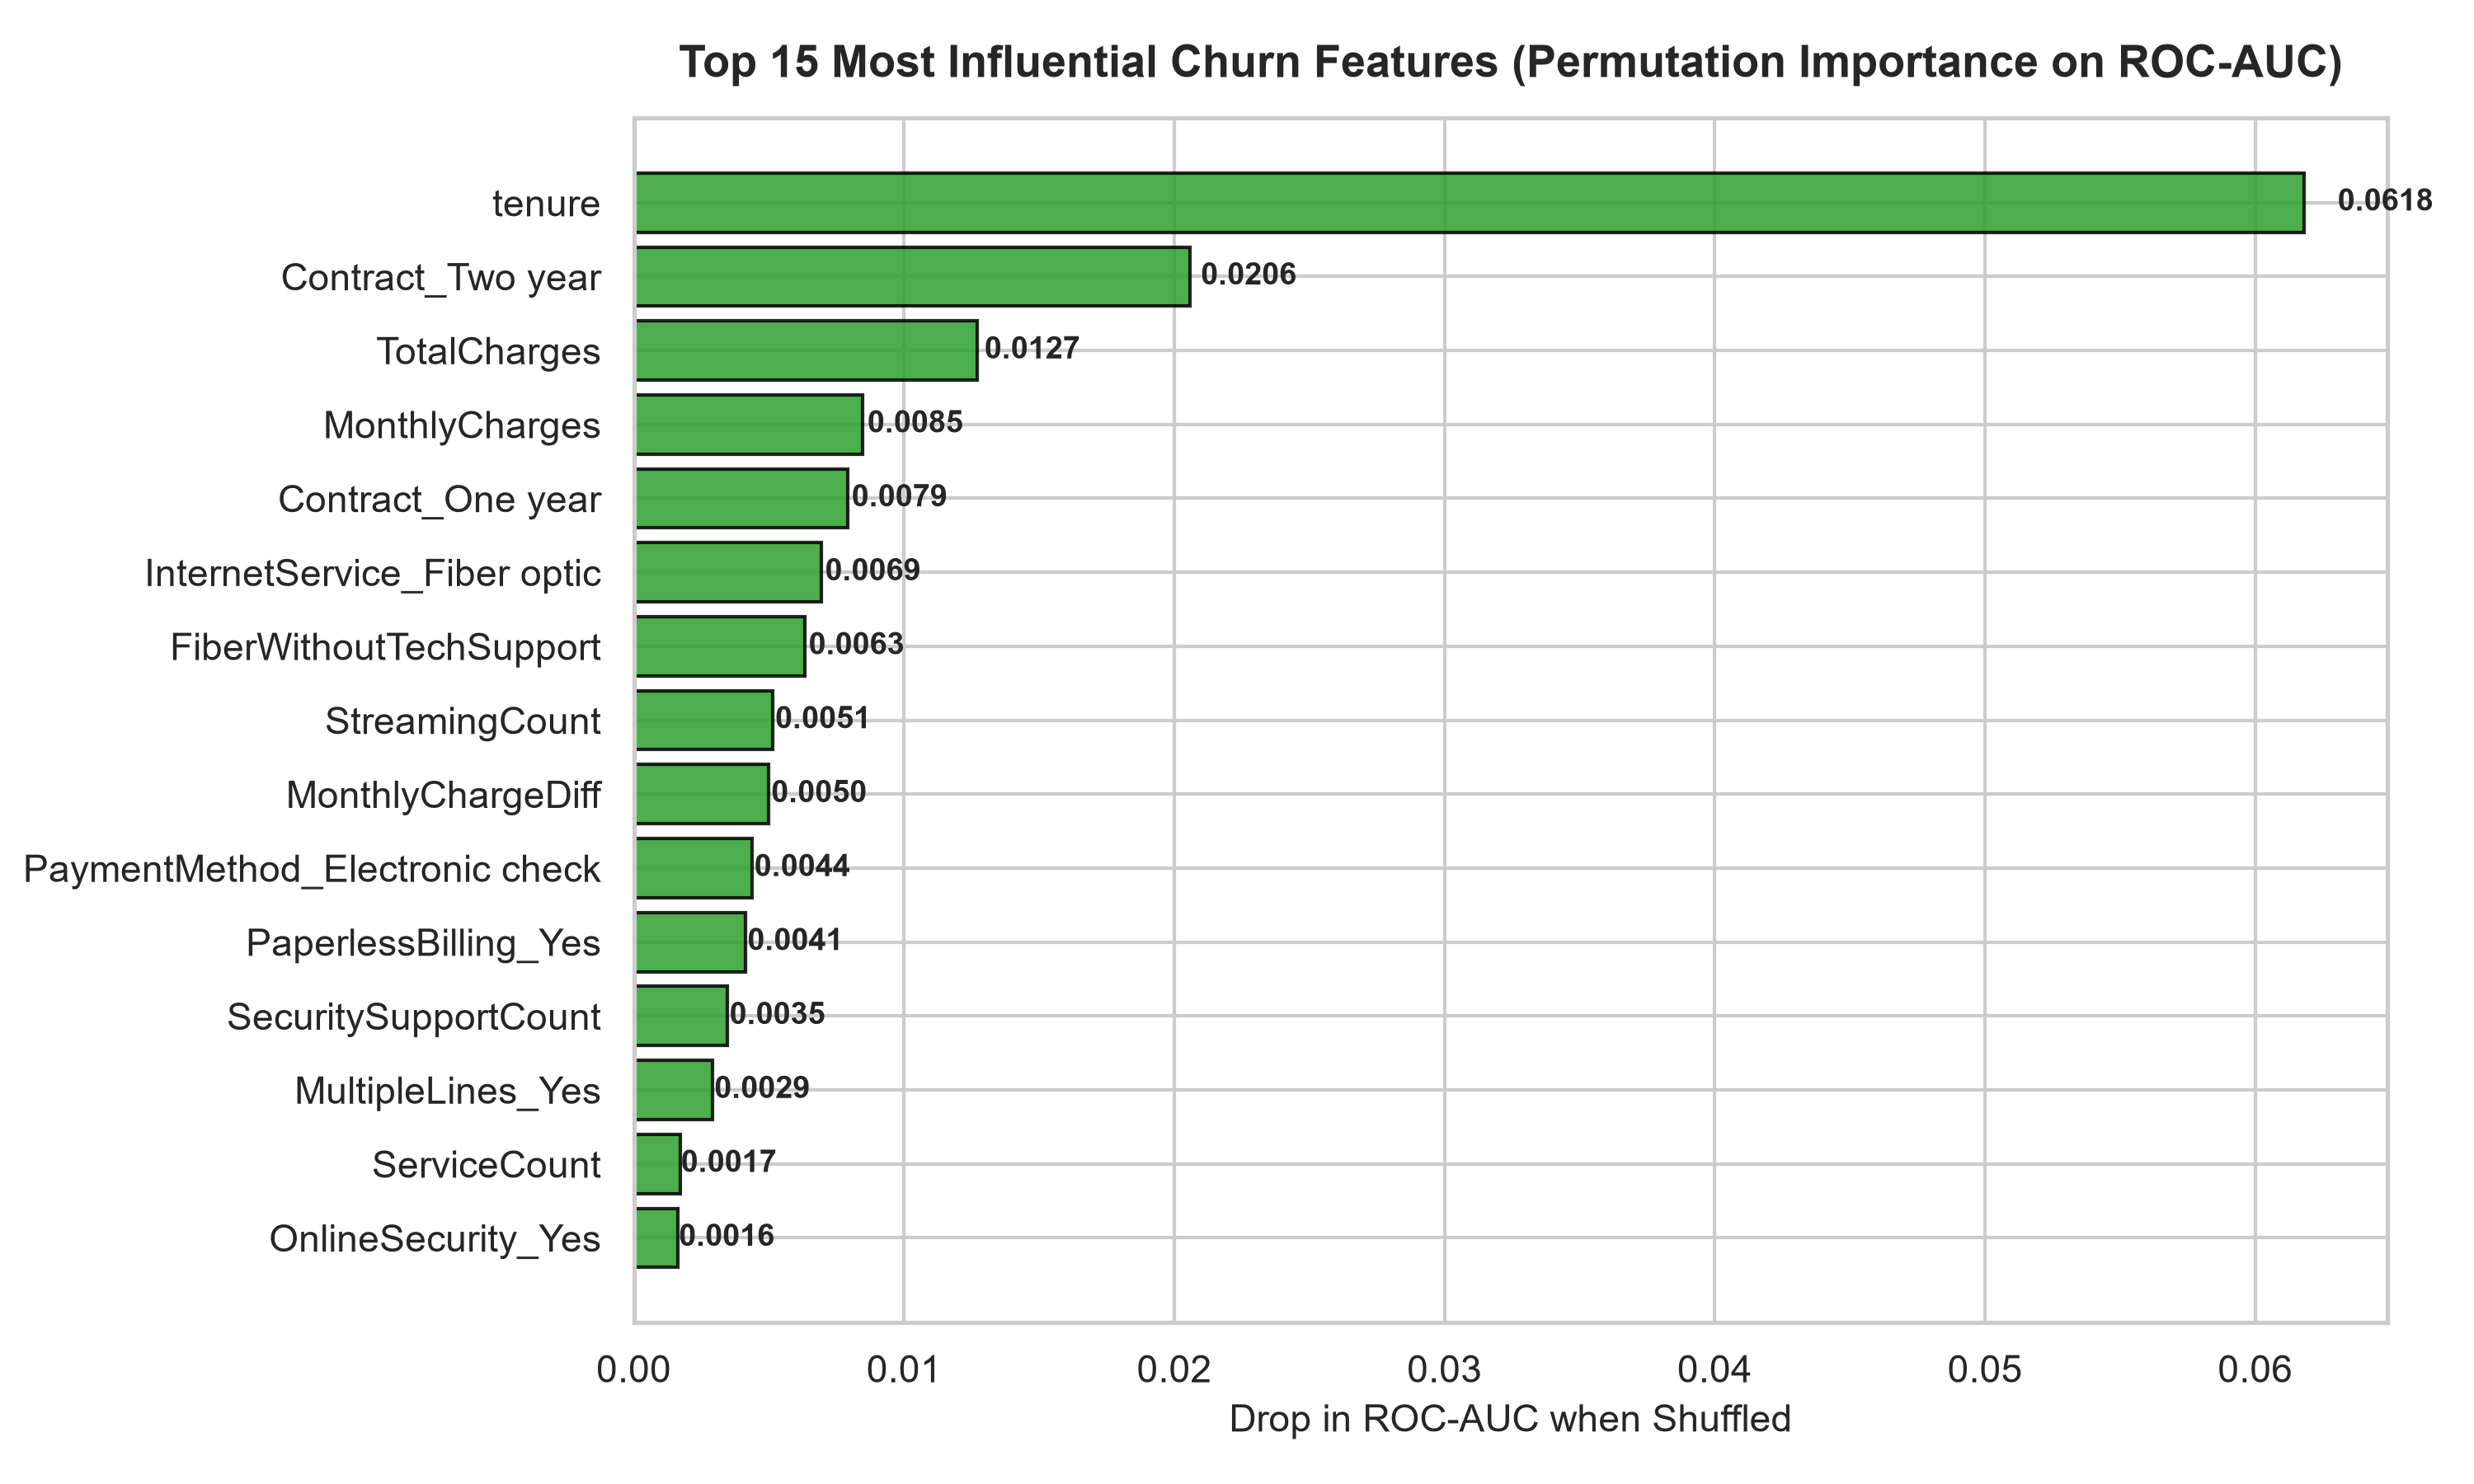 Top 15 Most Influential Churn Features (Permutation Importance on ROC-AUC)
tenure 0.0618
Contract_Two year 0.0206
TotalCharges 0.0127
MonthlyCharges 0.0085
Contract_One year 0.0079
InternetService_Fiber optic 0.0069
FiberWithoutTechSupport 0.0063
StreamingCount 0.0051
MonthlyChargeDiff 0.0050
PaymentMethod_Electronic check 0.0044
PaperlessBilling_Yes 0.0041
SecuritySupportCount 0.0035
MultipleLines_Yes 0.0029
ServiceCount 0.0017
OnlineSecurity_Yes 0.0016
0.00 0.01 0.02 0.03 0.04 0.05 0.06
Drop in ROC-AUC when Shuffled